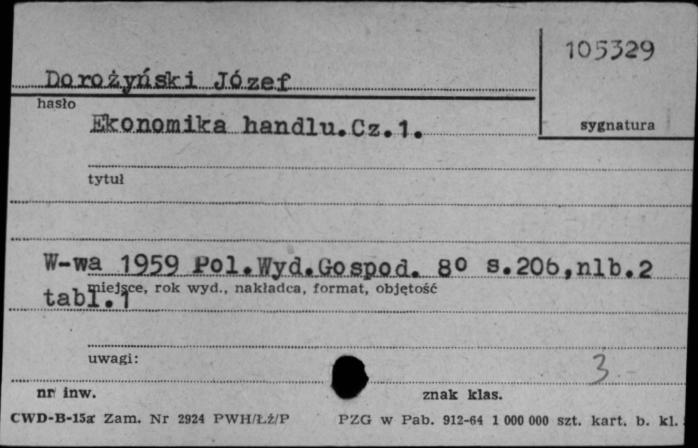 105329
Dorożyński Józef
hasło
Ekonomika handlu.Cz.1.
sygnatura
tytuł
W-wa 1959 Pol.Wyd.Gospod. 8º s.206,nlb.2
miejsce, rok wyd., nakładca, format, objętość
tabl.1
uwagi:
3
nr inw.
znak klas.
CWD-B-15a Zam. Nr 2924 PWH/Łż/P PZG w Pab. 912-64 1 000 000 szt. kart. b. kl.